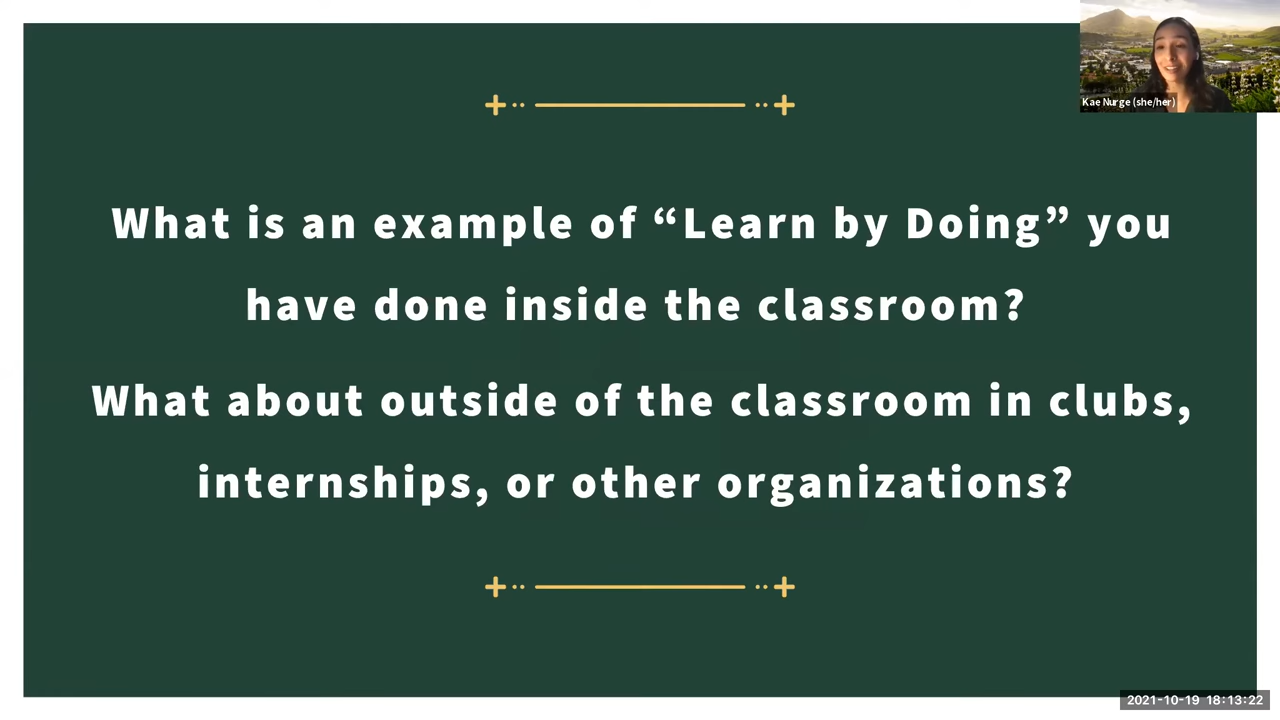 Kae Nurge (she/her)
What is an example of “Learn by Doing” you
have done inside the classroom?
What about outside of the classroom in clubs,
internships, or other organizations?
2021-10-19 18:13:22